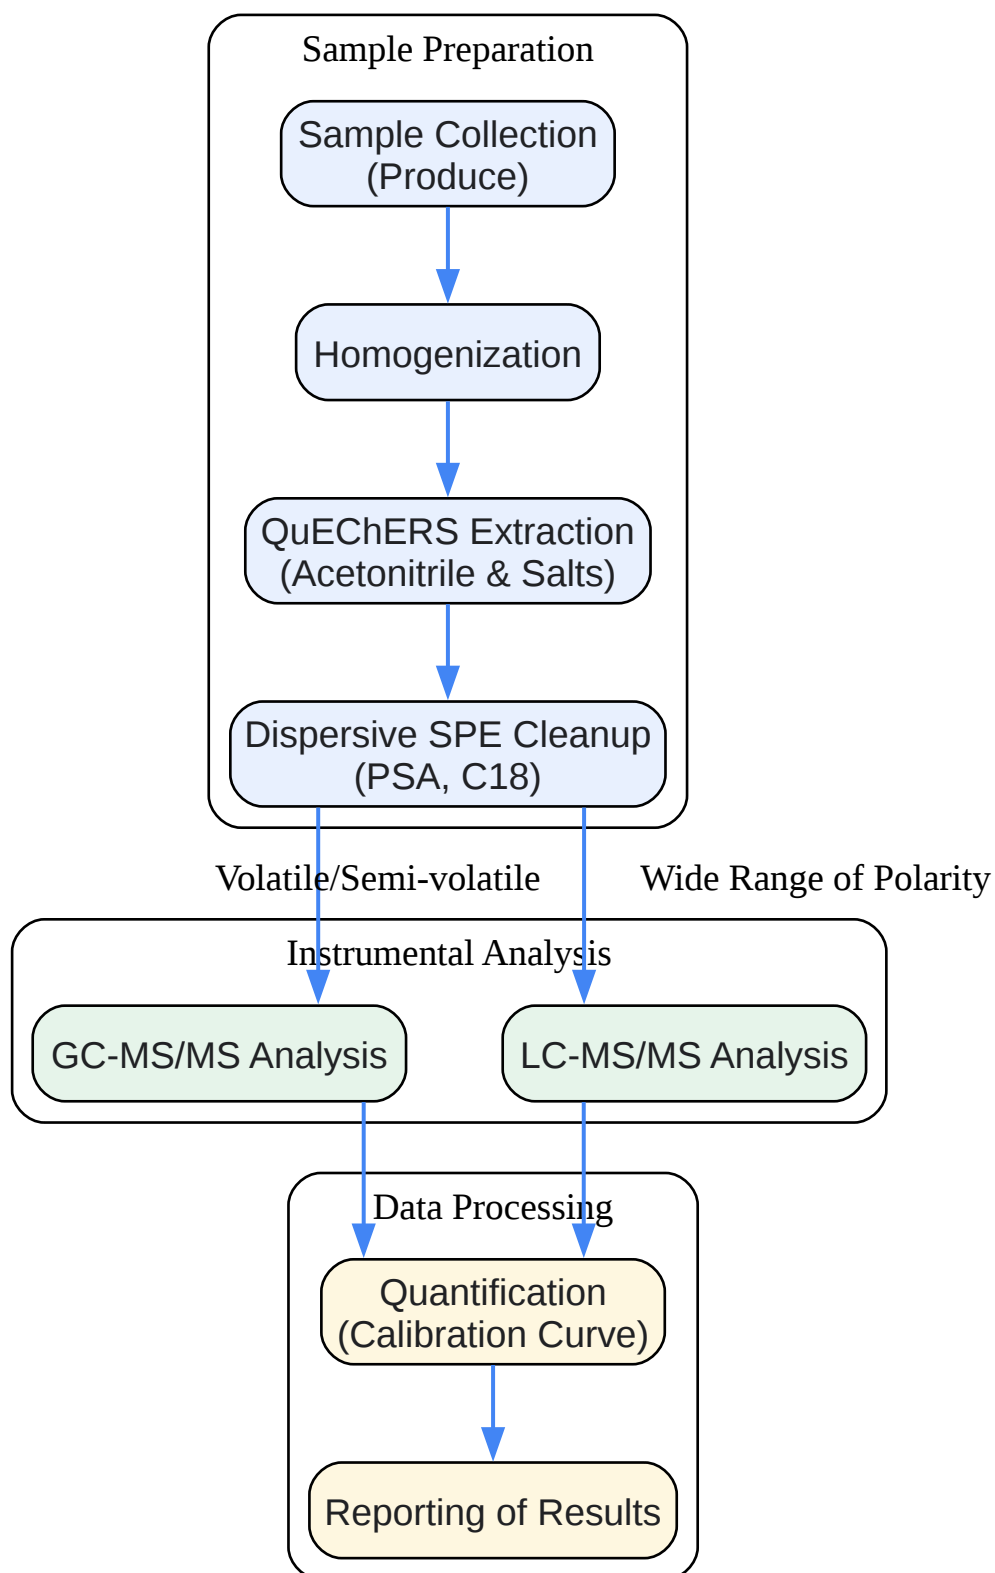 Sample Preparation
Sample Collection
(Produce)
Homogenization
QuEChERS Extraction
(Acetonitrile & Salts)
Dispersive SPE Cleanup
(PSA, C18)
Volatile/Semi-volatile
Wide Range of Polarity
Instrumental Analysis
GC-MS/MS Analysis
LC-MS/MS Analysis
Data Processing
Quantification
(Calibration Curve)
Reporting of Results